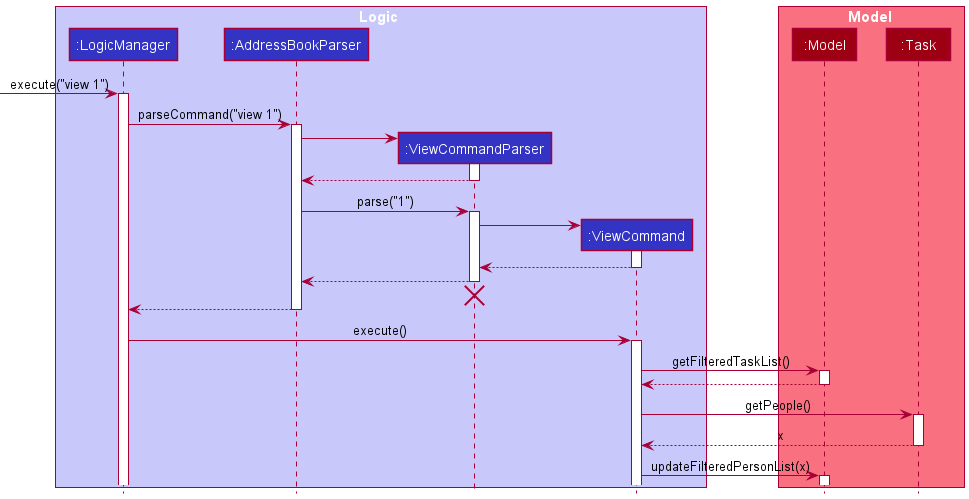 Logic
Model
:LogicManager
:AddressBookParser
:Model
:Task
execute("view 1")
parseCommand("view 1")
:ViewCommandParser
parse("1")
:ViewCommand
execute()
getFilteredTaskList()
getPeople()
x
updateFilteredPersonList(x)